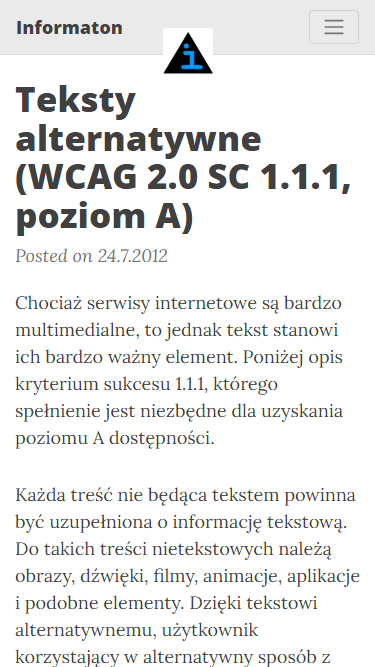 Informaton
i
Teksty
alternatywne
(WCAG 2.0 SC 1.1.1,
poziom A)
Posted on 24.7.2012
Chociaż serwisy internetowe są bardzo
multimedialne, to jednak tekst stanowi
ich bardzo ważny element. Poniżej opis
kryterium sukcesu 1.1.1, którego
spełnienie jest niezbędne dla uzyskania
poziomu A dostępności.
Każda treść nie będąca tekstem powinna
być uzupełniona o informację tekstową.
Do takich treści nietekstowych należą
obrazy, dźwięki, filmy, animacje, aplikacje
i podobne elementy. Dzięki tekstowi
alternatywnemu, użytkownik
korzystający w alternatywny sposób z